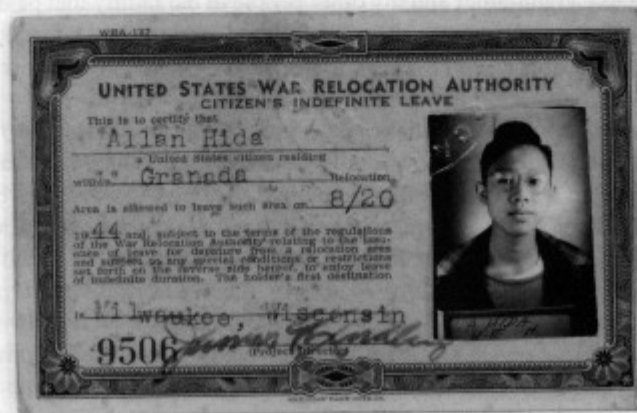 WRA-137
UNITED STATES WAR RELOCATION AUTHORITY
CITIZEN'S INDEFINITE LEAVE
This is to certify that
Allan Hida
a United States citizen residing
within Granada Relocation
Area is allowed to leave such area on 8/20
1944 and, subject to the terms of the regulations
of the War Relocation Authority relating to the issu-
ance of leave for departure from a relocation area
and subject to any special conditions or restrictions
set forth on the reverse side hereof, to enjoy leave
of indefinite duration. The holder's first destination
is Milwaukee, Wisconsin
9506
(Project Director)
A HIDA